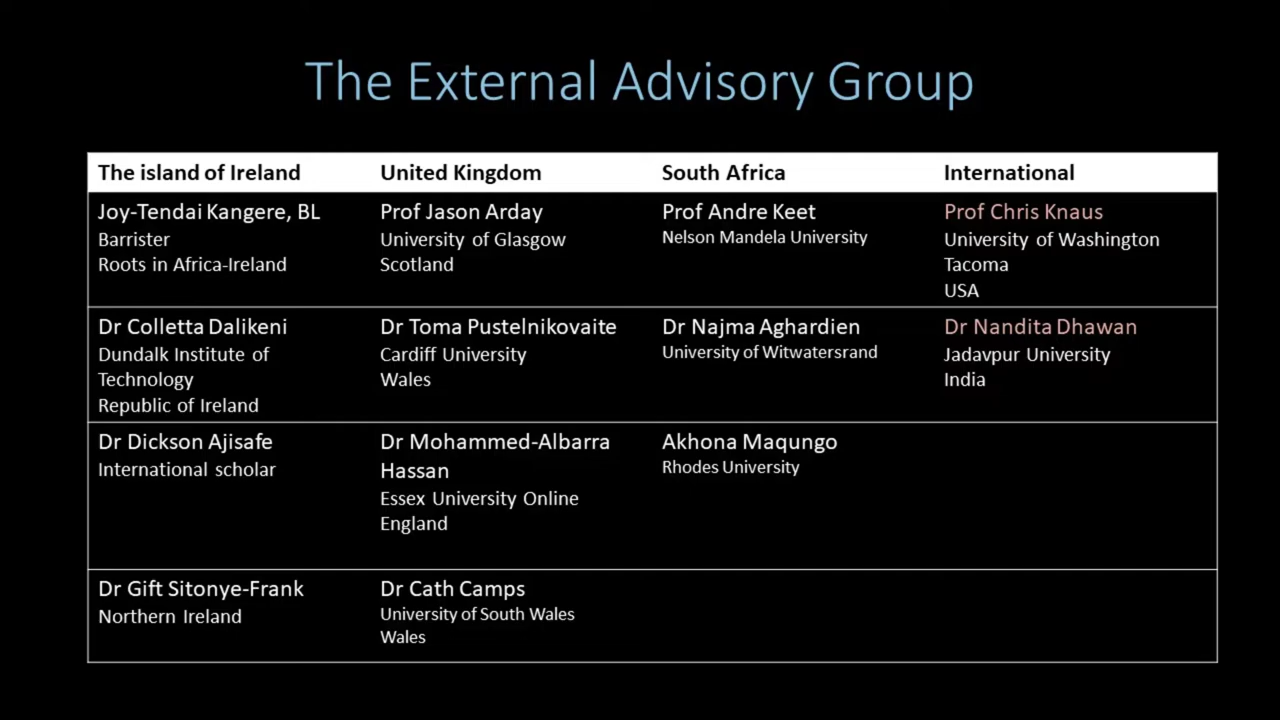 The External Advisory Group
The island of Ireland
United Kingdom
South Africa
International
Joy-Tendai Kangere, BL
Barrister
Roots in Africa-Ireland
Prof Jason Arday
University of Glasgow
Scotland
Prof Andre Keet
Nelson Mandela University
Prof Chris Knaus
University of Washington
Tacoma
USA
Dr Colletta Dalikeni
Dundalk Institute of
Technology
Republic of Ireland
Dr Toma Pustelnikovaite
Cardiff University
Wales
Dr Najma Aghardien
University of Witwatersrand
Dr Nandita Dhawan
Jadavpur University
India
Dr Dickson Ajisafe
International scholar
Dr Mohammed-Albarra
Hassan
Essex University Online
England
Akhona Maqungo
Rhodes University
Dr Gift Sitonye-Frank
Northern Ireland
Dr Cath Camps
University of South Wales
Wales